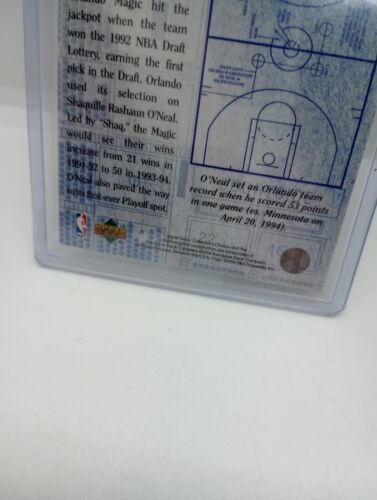 Orlando Magic hit the
jackpot when the team
won the 1992 NBA Draft
Lottery, earning the first
pick in the Draft. Orlando
used its selection on
Shaquille Rashaun O'Neal.
Led by "Shaq," the Magic
would see their wins
increase from 21 wins in
1991-92 to 50 in 1993-94.
O'Neal also paved the way
to its first-ever Playoff spot.
O'Neal set an Orlando team
record when he scored 53 points
in one game (vs. Minnesota on
April 20, 1994).
NBA